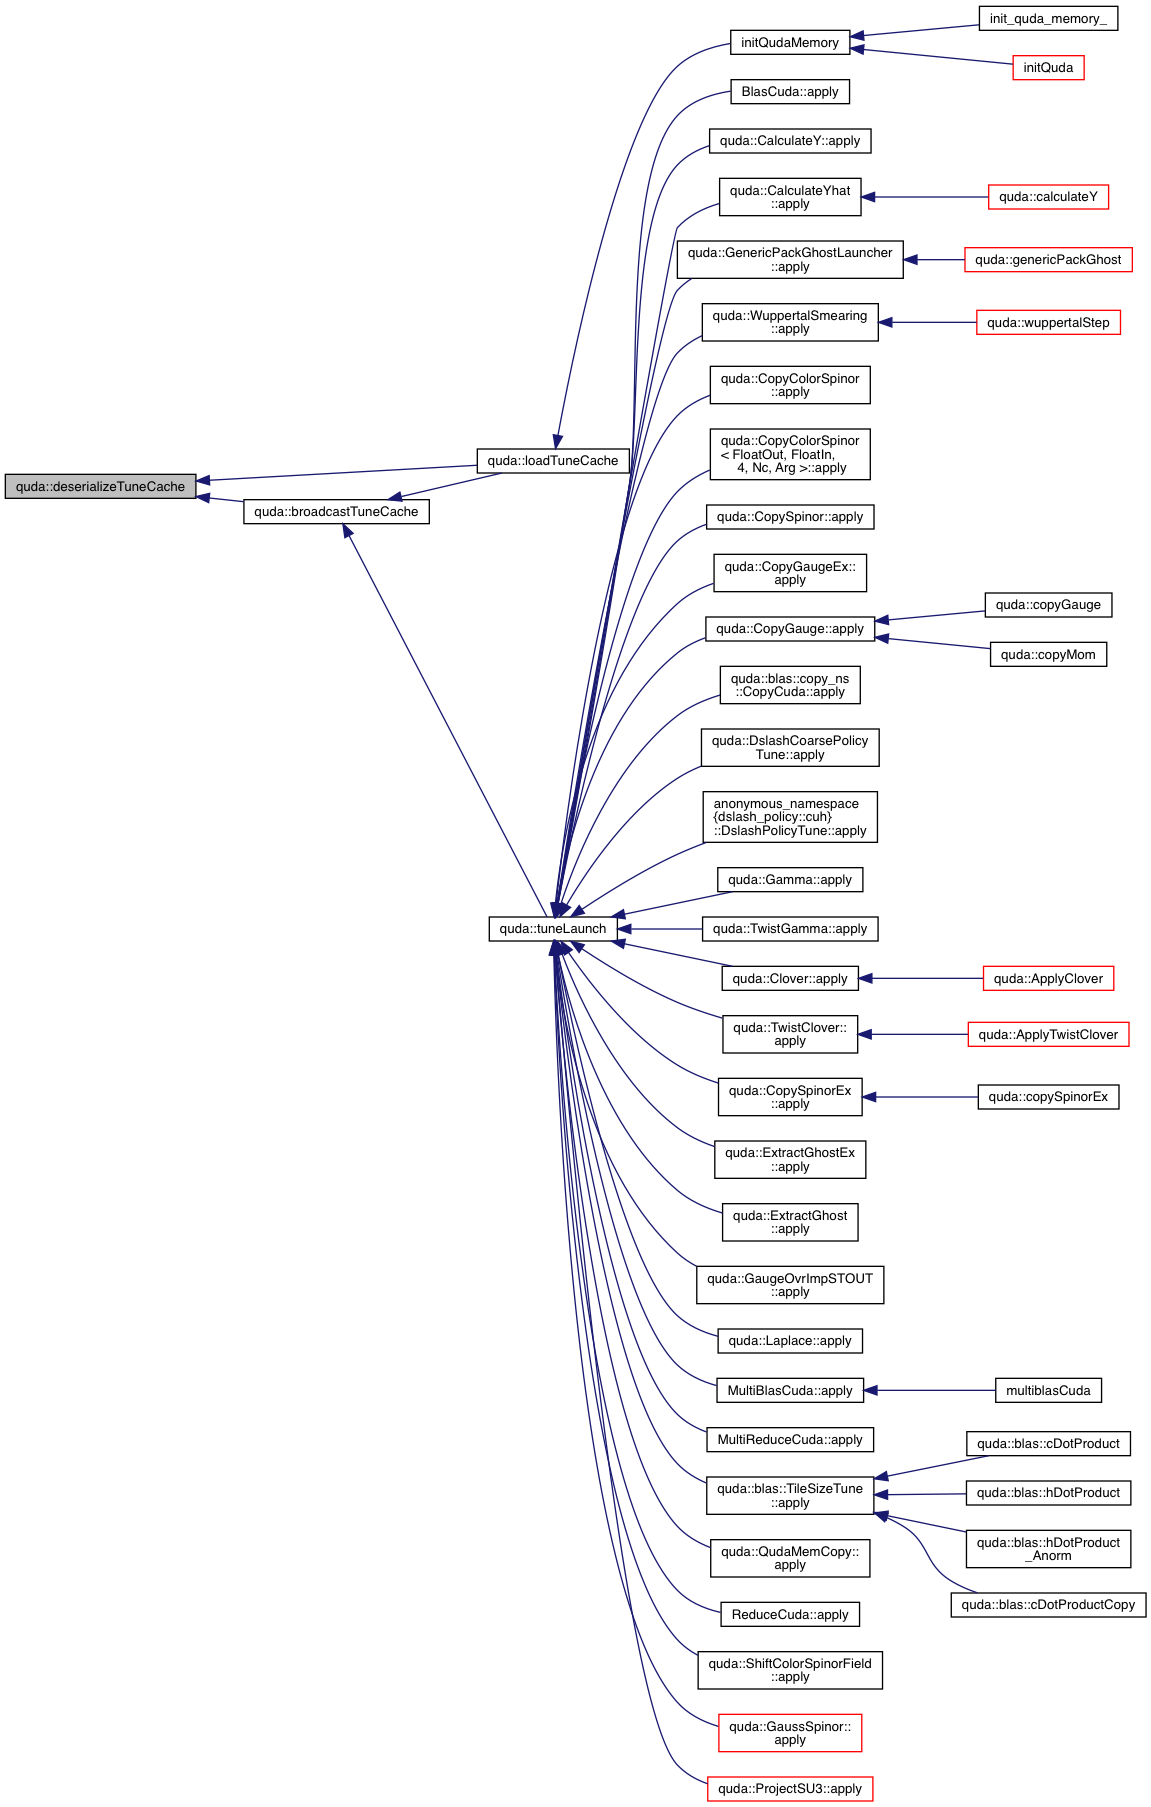 init_quda_memory_
initQudaMemory
initQuda
BlasCuda::apply
quda::CalculateY::apply
quda::CalculateYhat
::apply
quda::calculateY
quda::GenericPackGhostLauncher
::apply
quda::genericPackGhost
quda::WuppertalSmearing
::apply
quda::wuppertalStep
quda::CopyColorSpinor
::apply
quda::CopyColorSpinor
< FloatOut, FloatIn,
4, Nc, Arg >::apply
quda::loadTuneCache
quda::deserializeTuneCache
quda::broadcastTuneCache
quda::CopySpinor::apply
quda::CopyGaugeEx::
apply
quda::copyGauge
quda::CopyGauge::apply
quda::copyMom
quda::blas::copy_ns
::CopyCuda::apply
quda::DslashCoarsePolicy
Tune::apply
anonymous_namespace
{dslash_policy::cuh}
::DslashPolicyTune::apply
quda::Gamma::apply
quda::tuneLaunch
quda::TwistGamma::apply
quda::Clover::apply
quda::ApplyClover
quda::TwistClover::
apply
quda::ApplyTwistClover
quda::CopySpinorEx
::apply
quda::copySpinorEx
quda::ExtractGhostEx
::apply
quda::ExtractGhost
::apply
quda::GaugeOvrImpSTOUT
::apply
quda::Laplace::apply
MultiBlasCuda::apply
multiblasCuda
MultiReduceCuda::apply
quda::blas::cDotProduct
quda::blas::TileSizeTune
::apply
quda::blas::hDotProduct
quda::blas::hDotProduct
_Anorm
quda::QudaMemCopy::
apply
quda::blas::cDotProductCopy
ReduceCuda::apply
quda::ShiftColorSpinorField
::apply
quda::GaussSpinor::
apply
quda::ProjectSU3::apply